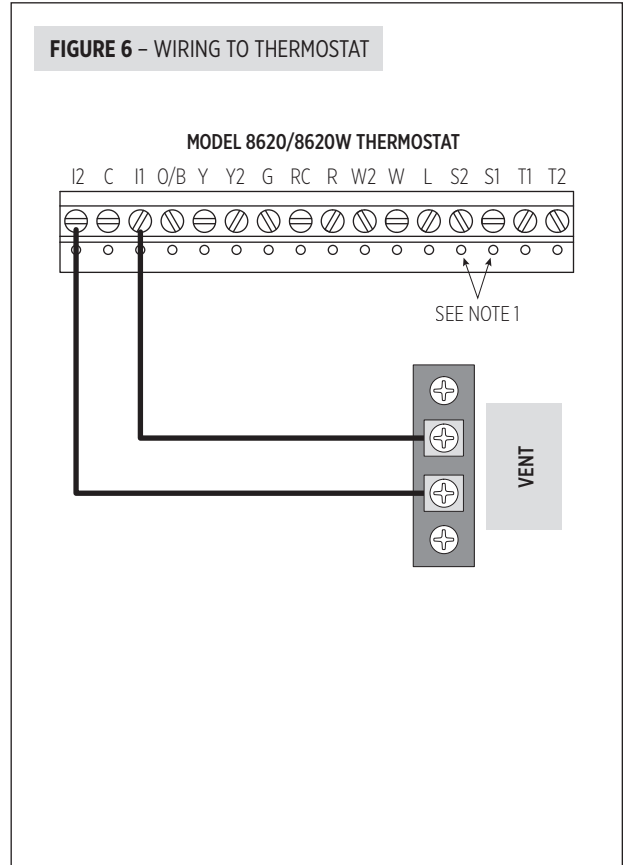 FIGURE 6 – WIRING TO THERMOSTAT
MODEL 8620/8620W THERMOSTAT
I2 C I1 O/B Y Y2 G RC R W2 W L S2 S1 T1 T2
SEE NOTE 1
VENT